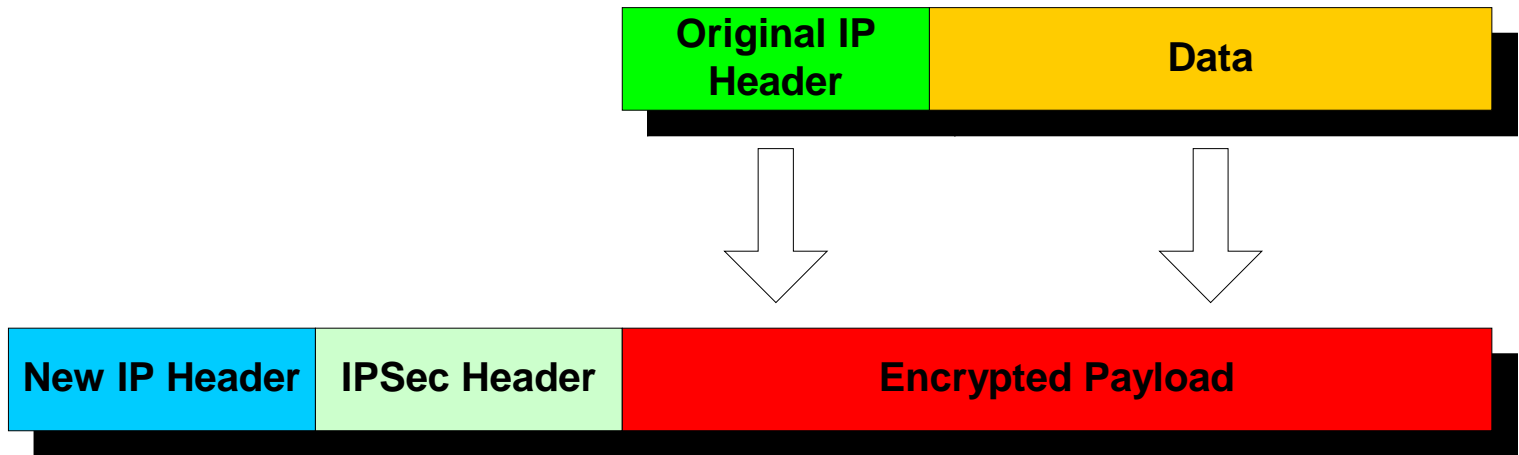 Original IP
Header
Data
New IP Header
IPSec Header
Encrypted Payload